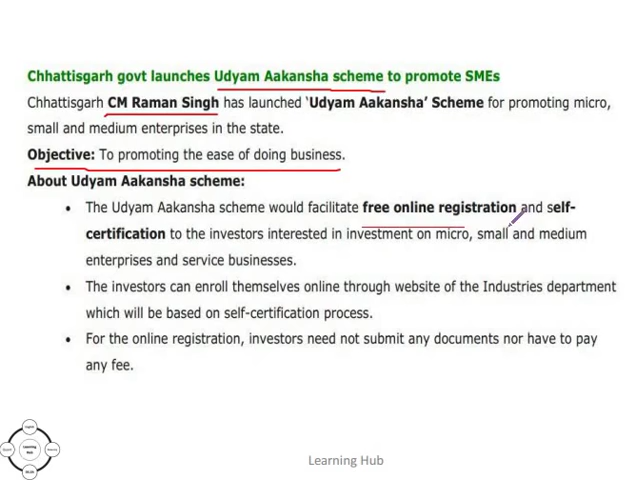 Chhattisgarh govt launches Udyam Aakansha scheme to promote SMEs
Chhattisgarh CM Raman Singh has launched ‘Udyam Aakansha’ Scheme for promoting micro,
small and medium enterprises in the state.
Objective: To promoting the ease of doing business.
About Udyam Aakansha scheme:
• The Udyam Aakansha scheme would facilitate free online registration and self-
certification to the investors interested in investment on micro, small and medium
enterprises and service businesses.
• The investors can enroll themselves online through website of the Industries department
which will be based on self-certification process.
• For the online registration, investors need not submit any documents nor have to pay
any fee.
Learning
Hub
Learning Hub